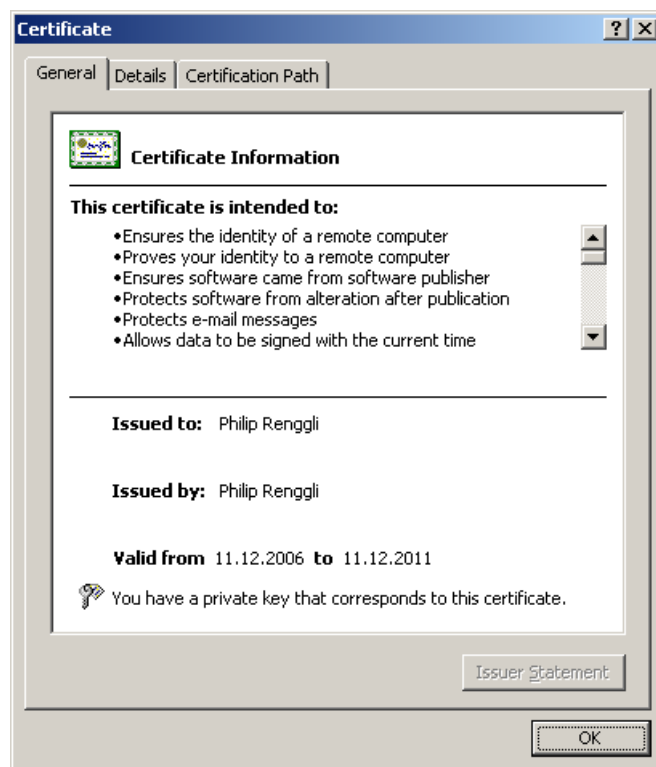 Certificate
General Details Certification Path
Certificate Information
This certificate is intended to:
•Ensures the identity of a remote computer
•Proves your identity to a remote computer
•Ensures software came from software publisher
•Protects software from alteration after publication
•Protects e-mail messages
•Allows data to be signed with the current time
Issued to: Philip Renggli
Issued by: Philip Renggli
Valid from 11.12.2006 to 11.12.2011
You have a private key that corresponds to this certificate.
Issuer Statement
OK